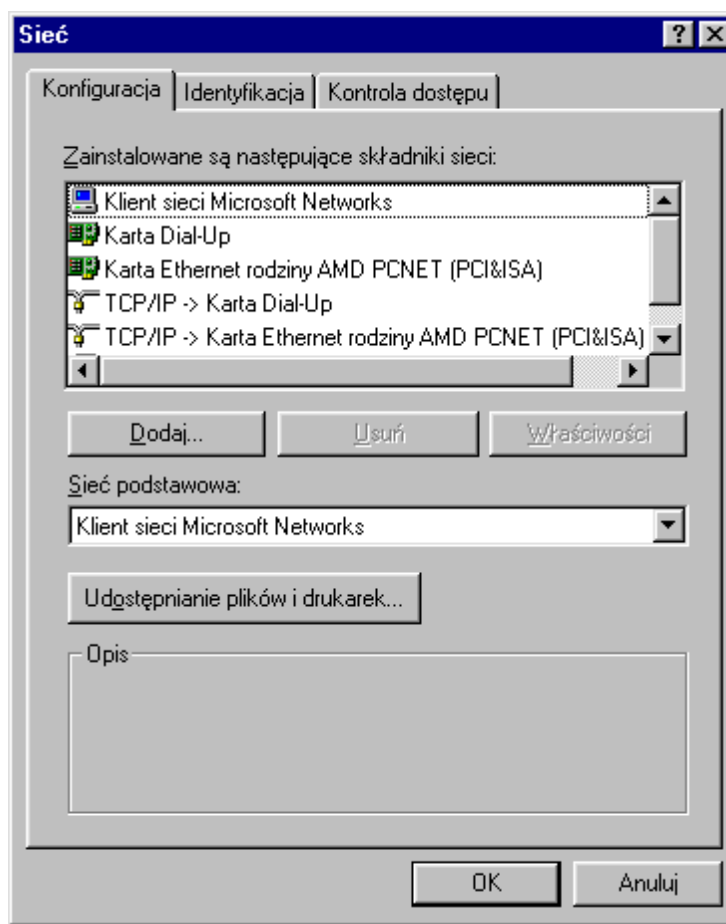 Sieć
Konfiguracja Identyfikacja Kontrola dostępu
Zainstalowane są następujące składniki sieci:
Klient sieci Microsoft Networks
Karta Dial-Up
Karta Ethernet rodziny AMD PCNET (PCI&ISA)
TCP/IP -> Karta Dial-Up
TCP/IP -> Karta Ethernet rodziny AMD PCNET (PCI&ISA)
Dodaj... Usuń Właściwości
Sieć podstawowa:
Klient sieci Microsoft Networks
Udostępnianie plików i drukarek...
Opis
OK Anuluj